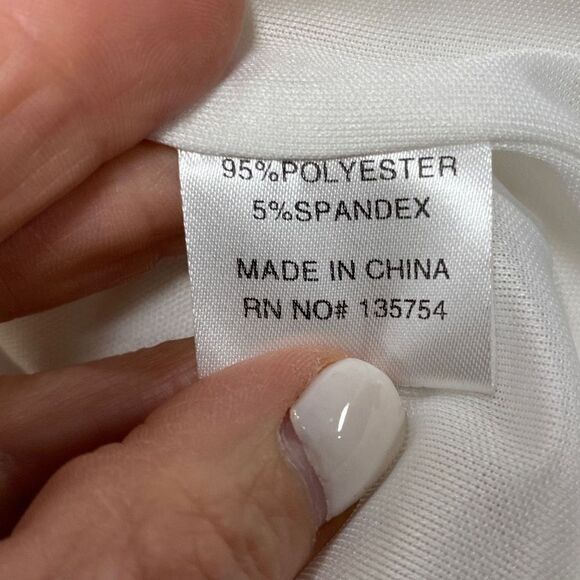 95%POLYESTER
5%SPANDEX
MADE IN CHINA
RN NO# 135754